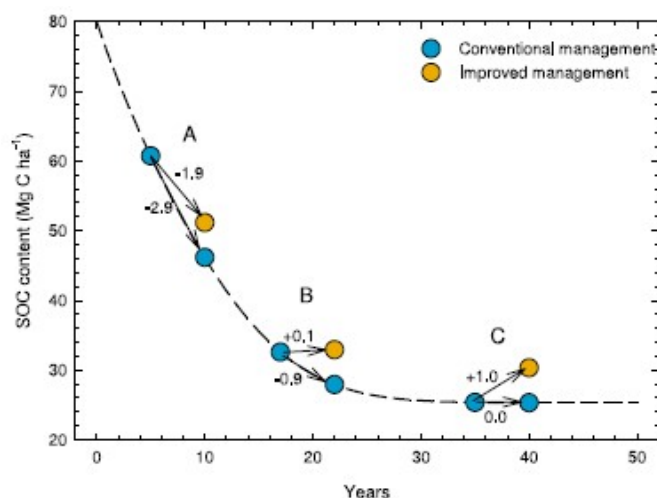 80
Conventional management
Improved management
70
A
60
-1.9
-2.9
50
SOC content (Mg C ha-1)
B
40
C
+0.1
30
-0.9
+1.0
0.0
20
0 10 20 30 40 50
Years